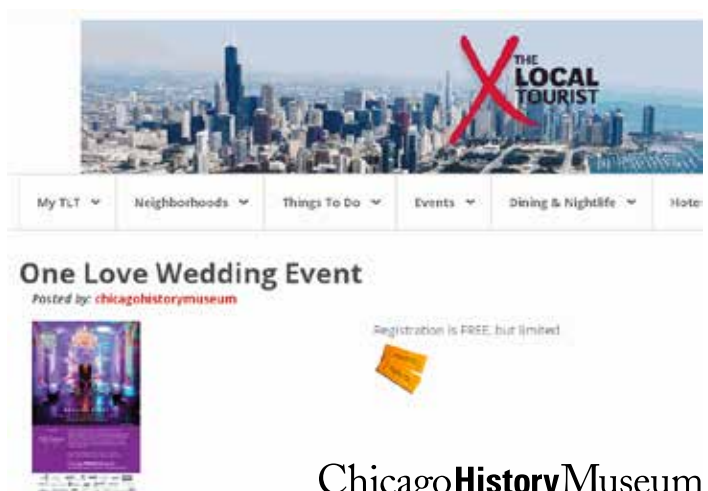 THE
LOCAL
TOURIST
My TLT
Neighborhoods
Things To Do
Events
Dining & Nightlife
Hote
One Love Wedding Event
Posted by: chicagohistorymuseum
Registration is FREE, but limited
ChicagoHistoryMuseum